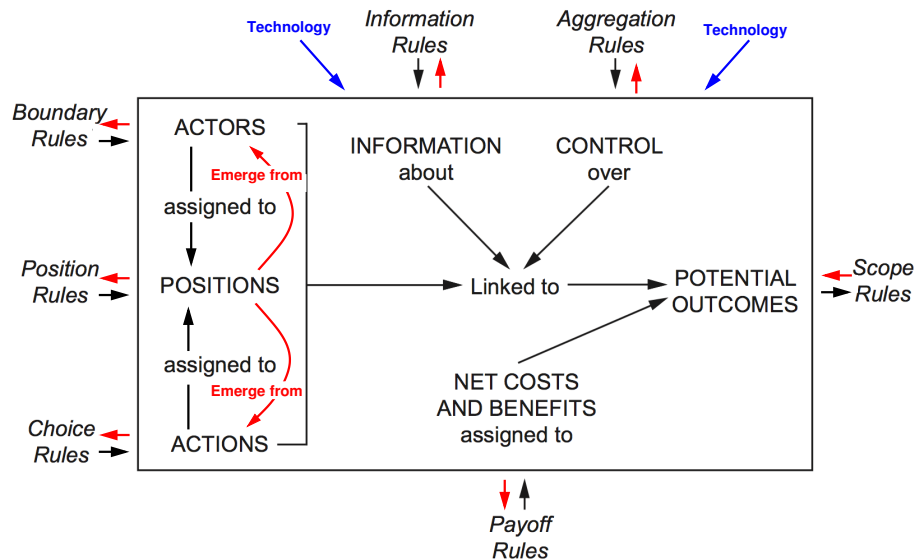 Information
Rules
Aggregation
Rules
Technology
Technology
Boundary
Rules
ACTORS
Emerge from
assigned to
INFORMATION
about
CONTROL
over
Position
Rules
POSITIONS
Linked to
POTENTIAL
OUTCOMES
Scope
Rules
assigned to
Emerge from
NET COSTS
AND BENEFITS
assigned to
Choice
Rules
ACTIONS
Payoff
Rules